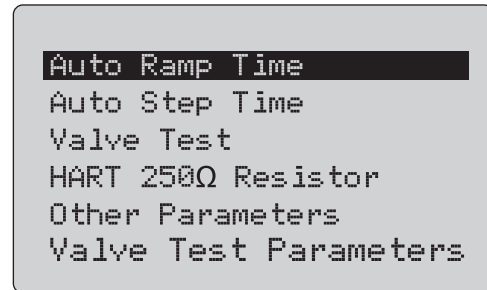 Auto Ramp Time
Auto Step Time
Valve Test
HART 250Ω Resistor
Other Parameters
Valve Test Parameters